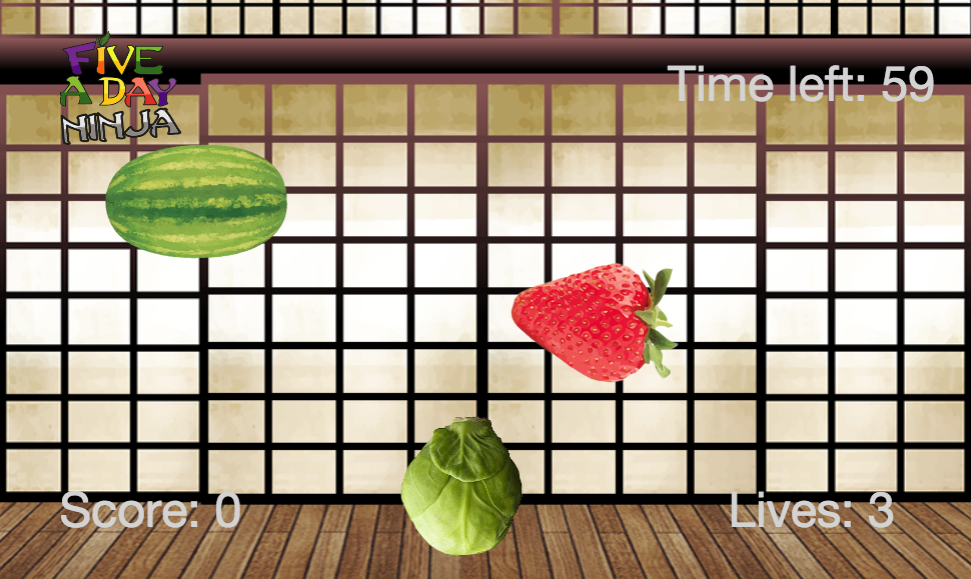 FIVE
A DAY
NINJA
Time left: 59
Score: 0
Lives: 3